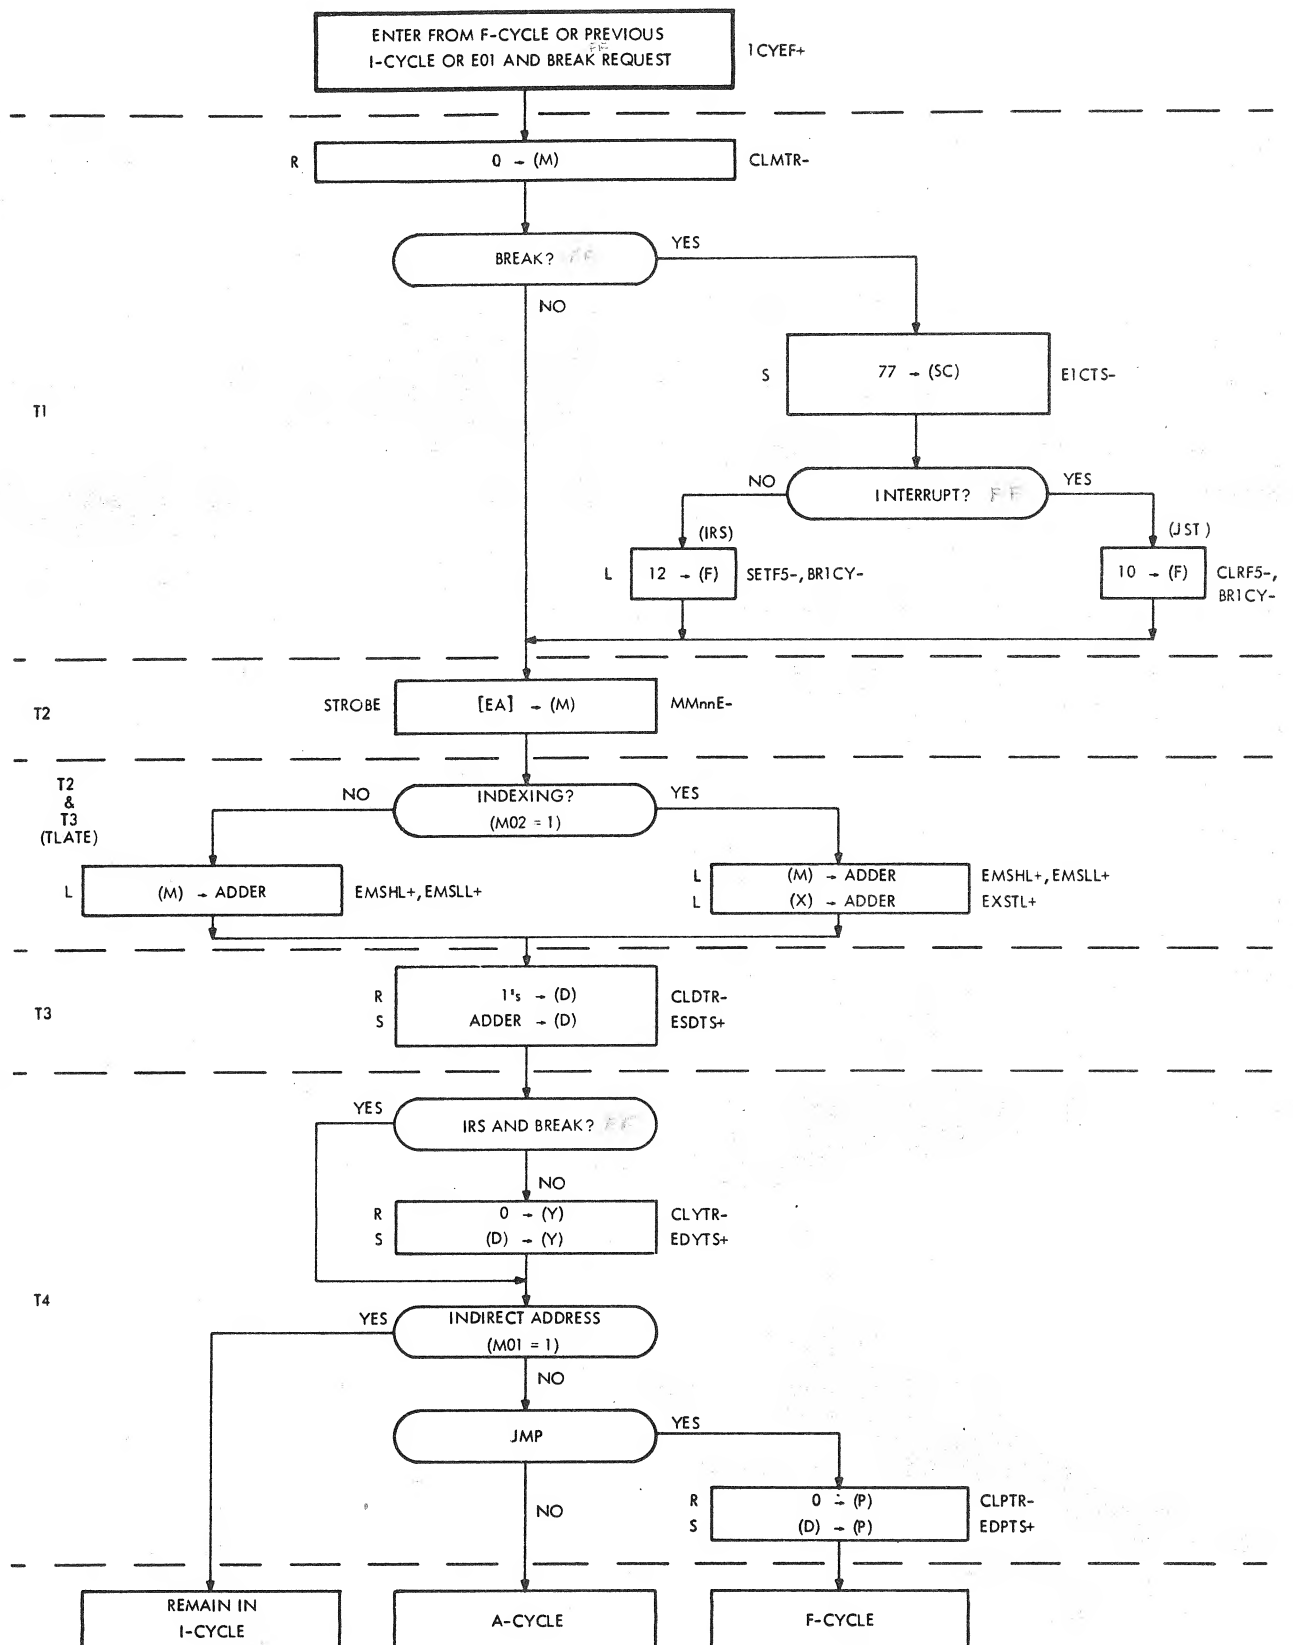 ENTER FROM F-CYCLE OR PREVIOUS
I-CYCLE OR E01 AND BREAK REQUEST
1CYEF+
R
0 → (M)
CLMTR-
BREAK?
YES
NO
S
77 → (SC)
E1CTS-
T1
NO
INTERRUPT? FF
YES
(IRS)
(JST)
L
12 → (F)
SETF5-, BR1CY-
10 → (F)
CLRF5-,
BR1CY-
T2
STROBE
[EA] → (M)
MMnnE-
T2
&
T3
(TLATE)
NO
INDEXING?
(M02 = 1)
YES
L
(M) → ADDER
EMSHL+, EMSLL+
L
(M) → ADDER
EMSHL+, EMSLL+
L
(X) → ADDER
EXSTL+
T3
R
1's → (D)
CLDTR-
S
ADDER → (D)
ESDTS+
YES
IRS AND BREAK? FF
NO
R
0 → (Y)
CLYTR-
S
(D) → (Y)
EDYTS+
T4
YES
INDIRECT ADDRESS
(M01 = 1)
NO
JMP
YES
NO
R
0 → (P)
CLPTR-
S
(D) → (P)
EDPTS+
REMAIN IN
I-CYCLE
A-CYCLE
F-CYCLE